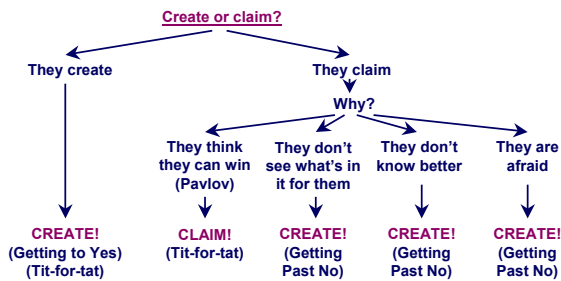 Create or claim?
They create
They claim
Why?
They think
they can win
(Pavlov)
They don't
see what's in
it for them
They don't
know better
They are
afraid
CREATE!
(Getting to Yes)
(Tit-for-tat)
CLAIM!
(Tit-for-tat)
CREATE!
(Getting
Past No)
CREATE!
(Getting
Past No)
CREATE!
(Getting
Past No)